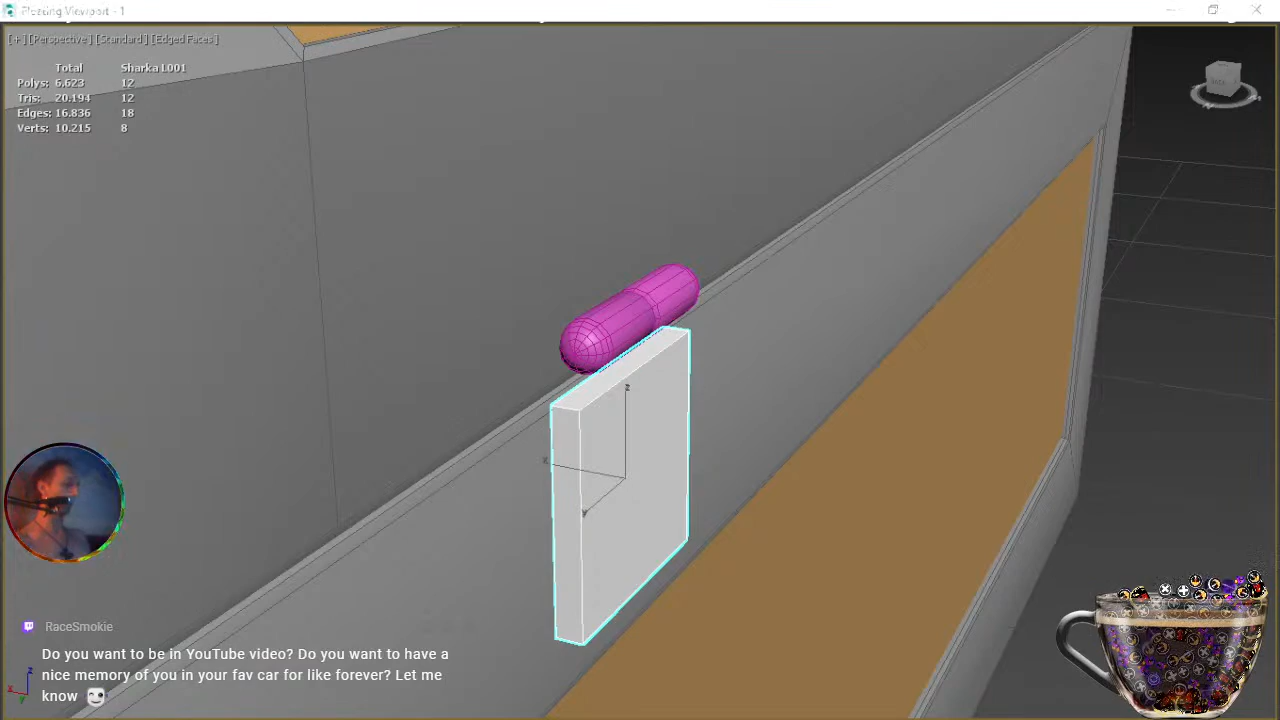 Floating Viewport - 1
[ + ] [Perspective ] [Standard ] [Edged Faces ]
Total Sharka L001
Polys: 6.623 12
Tris: 20.194 12
Edges: 16.836 18
Verts: 10.215 8
z
x
y
RaceSmokie
Do you want to be in YouTube video? Do you want to have a
nice memory of you in your fav car for like forever? Let me
know
z
x
y